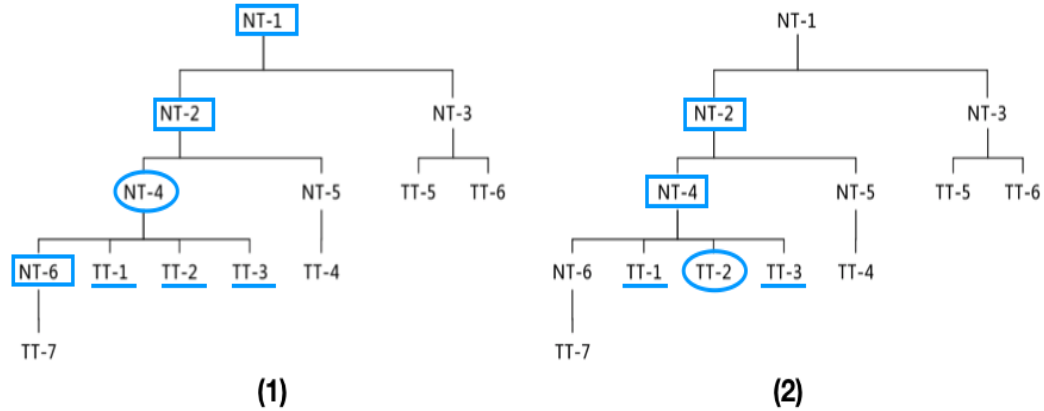 NT-1 NT-1
NT-2 NT-3 NT-2 NT-3
NT-4 NT-5 TT-5 TT-6 NT-4 NT-5 TT-5 TT-6
NT-6 TT-1 TT-2 TT-3 TT-4 NT-6 TT-1 TT-2 TT-3 TT-4
TT-7 TT-7
(1) (2)